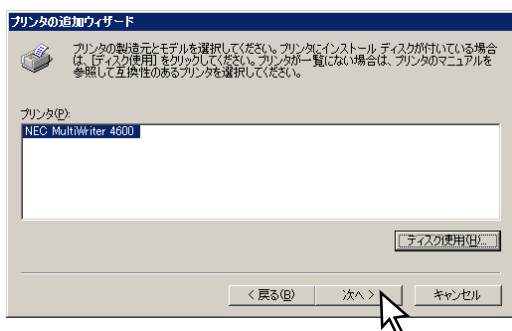 プリンタの追加ウィザード
プリンタの製造元とモデルを選択してください。プリンタにインストール ディスクが付いている場合
は、[ディスク使用] をクリックしてください。プリンタが一覧にない場合は、プリンタのマニュアルを
参照して互換性のあるプリンタを選択してください。
プリンタ(P):
NEC MultiWriter 4600
ディスク使用(H)...
< 戻る(B) 次へ > キャンセル